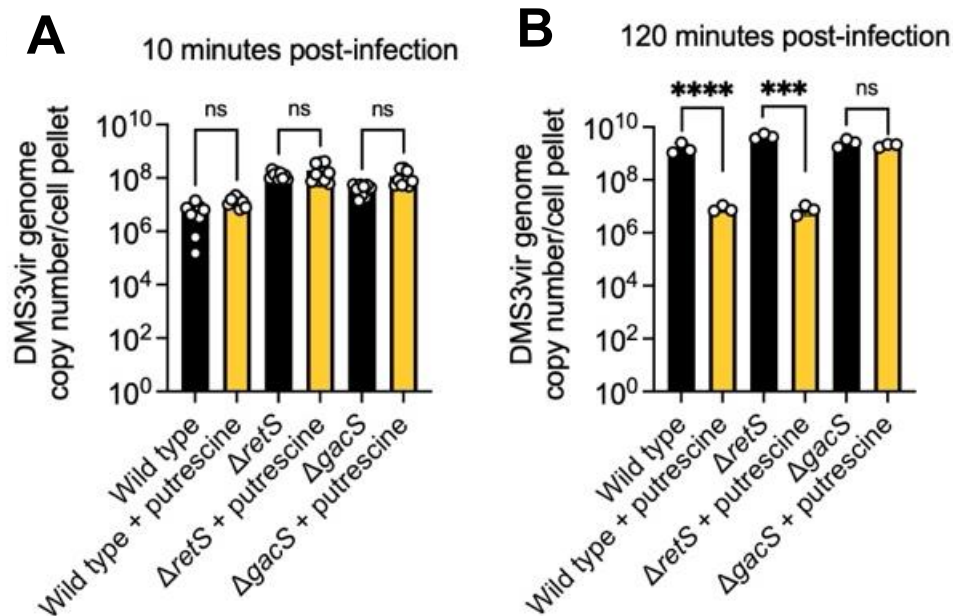 A
10 minutes post-infection
DMS3vir genome
copy number/cell pellet
10^10
10^8
10^6
10^4
10^2
10^0
ns
ns
ns
Wild type
Wild type + putrescine
ΔretS
ΔretS + putrescine
ΔgacS
ΔgacS + putrescine
B
120 minutes post-infection
DMS3vir genome
copy number/cell pellet
10^10
10^8
10^6
10^4
10^2
10^0
****
***
ns
Wild type
Wild type + putrescine
ΔretS
ΔretS + putrescine
ΔgacS
ΔgacS + putrescine